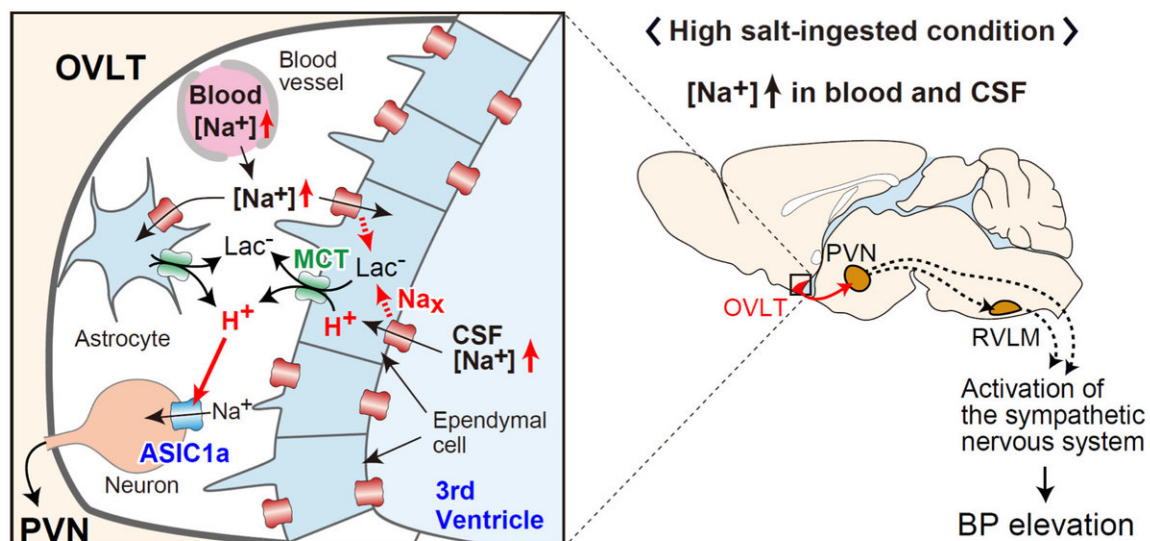 OVLT
Blood
vessel
Blood
[Na⁺]
[Na⁺]
Lac⁻
MCT
Lac⁻
Naₓ
H⁺
H⁺
Astrocyte
CSF
[Na⁺]
Na⁺
ASIC1a
Neuron
Ependymal
cell
PVN
3rd
Ventricle
❬ High salt-ingested condition ❭
[Na⁺]↑ in blood and CSF
PVN
OVLT
RVLM
Activation of
the sympathetic
nervous system
BP elevation